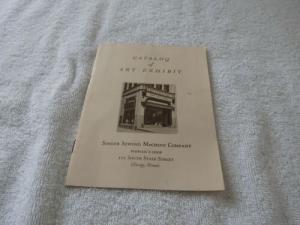 CATALOG
of
ART EXHIBIT
SINGER SEWING MACHINE COMPANY
SOUTH STATE STREET
Chicago, Illinois